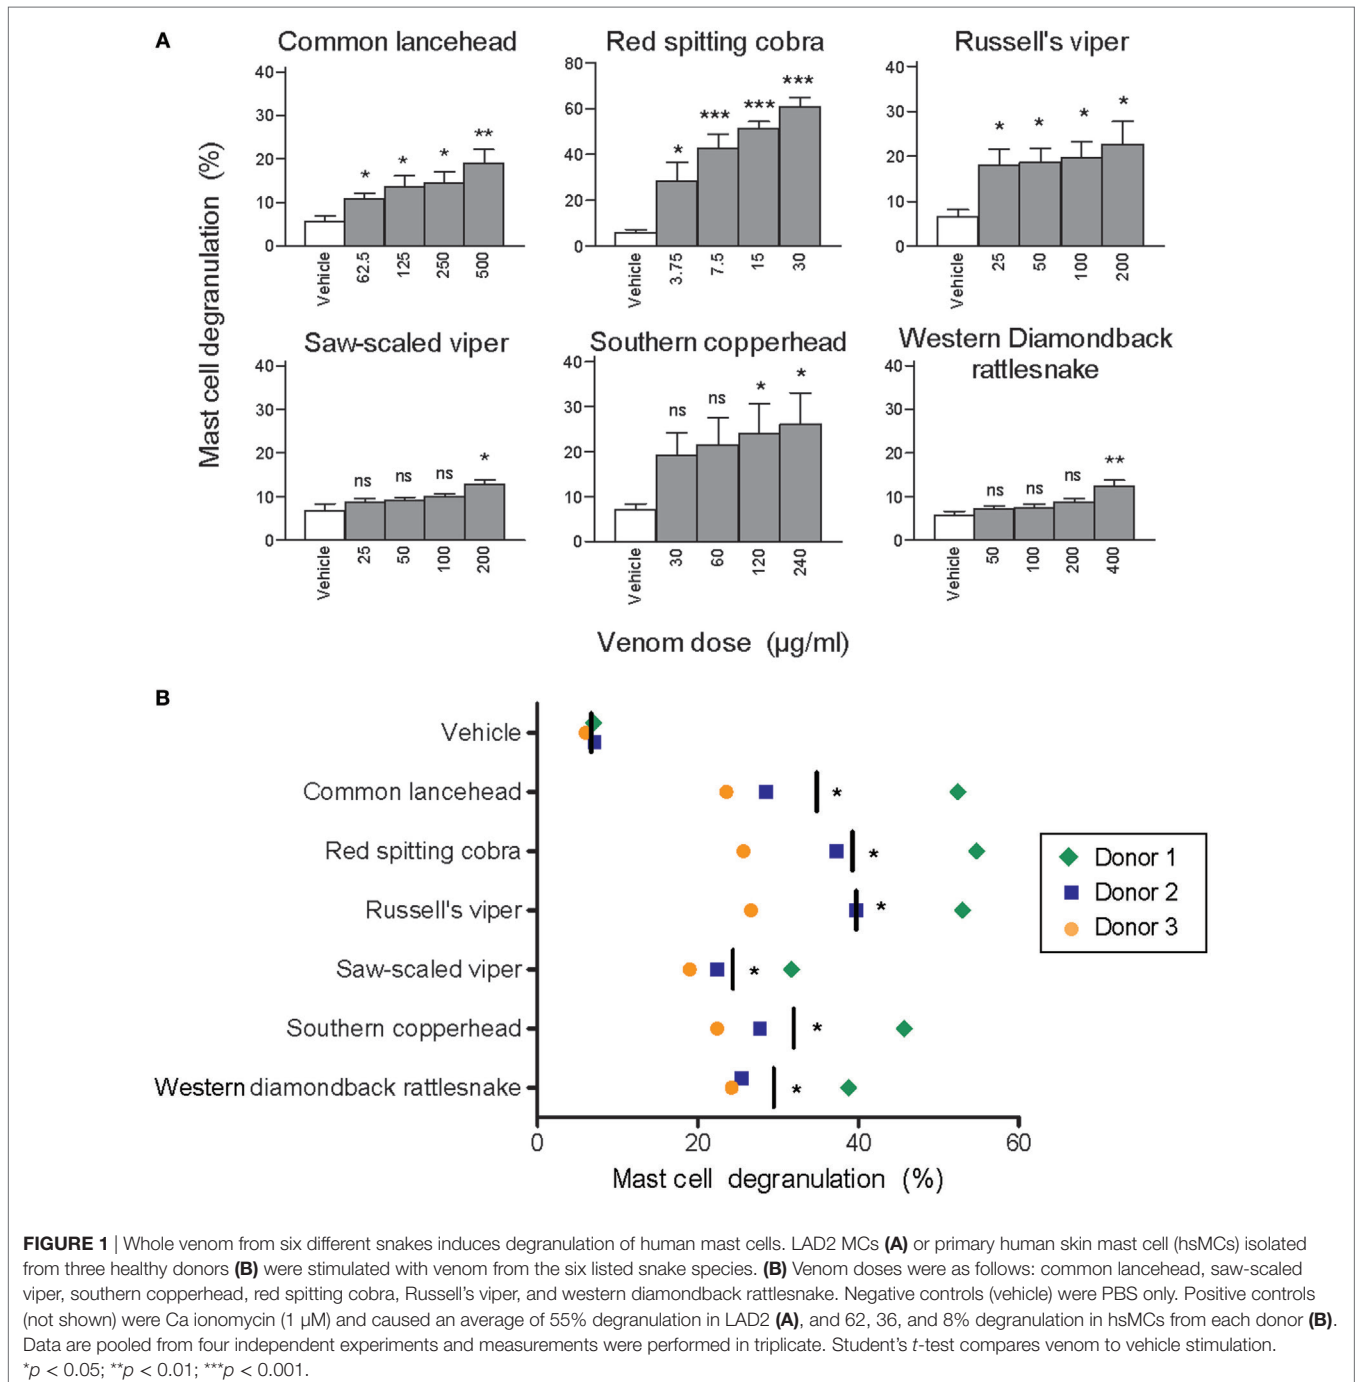 A
Common lancehead
Red spitting cobra
Russell's viper
Mast cell degranulation (%)
40
30
20
10
0
*
*
*
**
Vehicle
62.5
125
250
500
80
60
40
20
0
*
***
***
***
Vehicle
3.75
7.5
15
30
40
30
20
10
0
*
*
*
*
Vehicle
25
50
100
200
Saw-scaled viper
Southern copperhead
Western Diamondback
rattlesnake
40
30
20
10
0
ns
ns
ns
*
Vehicle
25
50
100
200
40
30
20
10
0
ns
ns
*
*
Vehicle
30
60
120
240
40
30
20
10
0
ns
ns
ns
**
Vehicle
50
100
200
400
Venom dose (µg/ml)
B
Vehicle
Common lancehead *
Red spitting cobra *
Russell's viper *
Saw-scaled viper *
Southern copperhead *
Western diamondback rattlesnake *
Donor 1
Donor 2
Donor 3
0 20 40 60
Mast cell degranulation (%)
FIGURE 1 | Whole venom from six different snakes induces degranulation of human mast cells. LAD2 MCs (A) or primary human skin mast cell (hsMCs) isolated
from three healthy donors (B) were stimulated with venom from the six listed snake species. (B) Venom doses were as follows: common lancehead, saw-scaled
viper, southern copperhead, red spitting cobra, Russell's viper, and western diamondback rattlesnake. Negative controls (vehicle) were PBS only. Positive controls
(not shown) were Ca ionomycin (1 µM) and caused an average of 55% degranulation in LAD2 (A), and 62, 36, and 8% degranulation in hsMCs from each donor (B).
Data are pooled from four independent experiments and measurements were performed in triplicate. Student's t-test compares venom to vehicle stimulation.
*p < 0.05; **p < 0.01; ***p < 0.001.